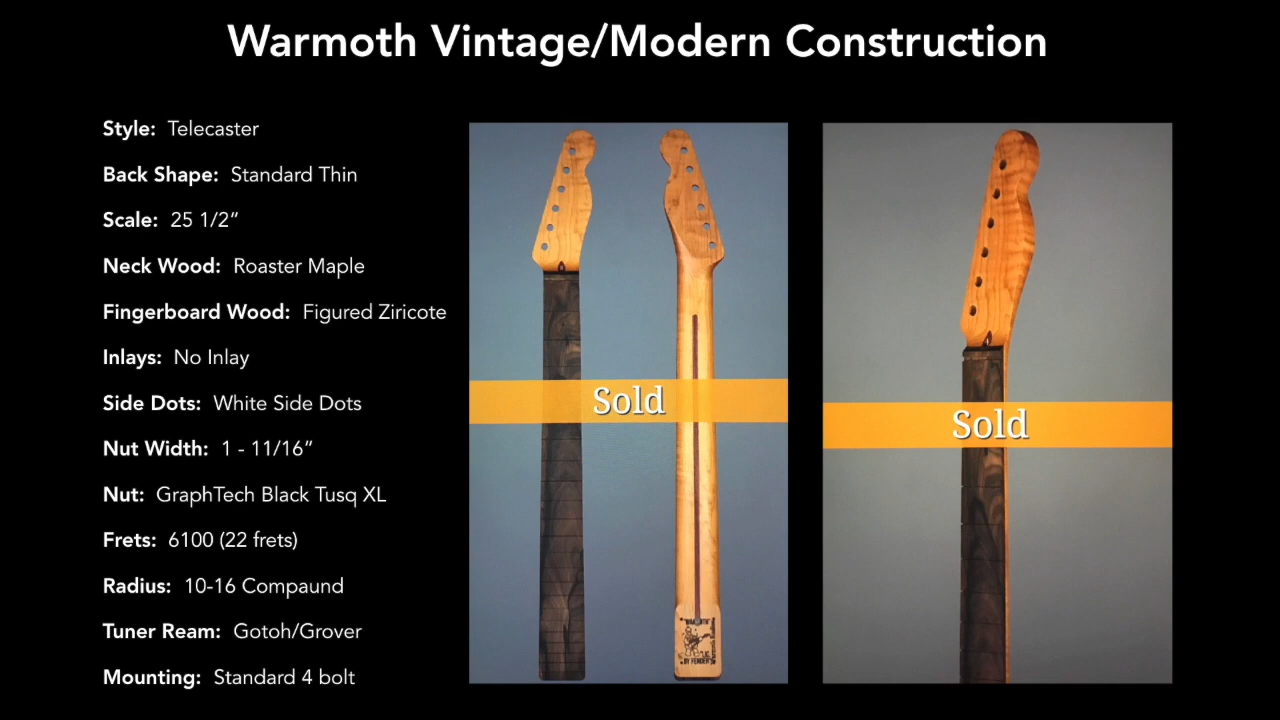 Warmoth Vintage/Modern Construction
Style: Telecaster
Back Shape: Standard Thin
Scale: 25 1/2“
Neck Wood: Roaster Maple
Fingerboard Wood: Figured Ziricote
Inlays: No Inlay
Side Dots: White Side Dots
Nut Width: 1 - 11/16”
Nut: GraphTech Black Tusq XL
Frets: 6100 (22 frets)
Radius: 10-16 Compaund
Tuner Ream: Gotoh/Grover
Mounting: Standard 4 bolt
Sold
BY FENDER
Sold